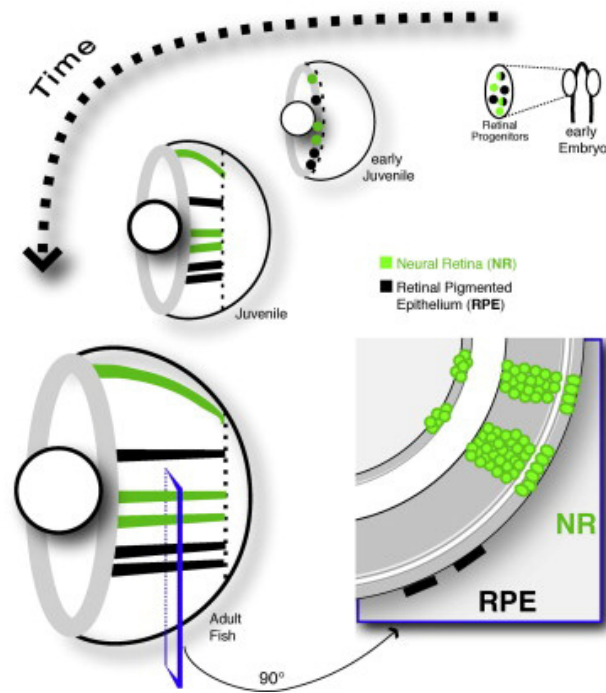 Time
Retinal
Progenitors
early
Embryo
early
Juvenile
Neural Retina (NR)
Retinal Pigmented
Epithelium (RPE)
Juvenile
NR
RPE
Adult
Fish
90°